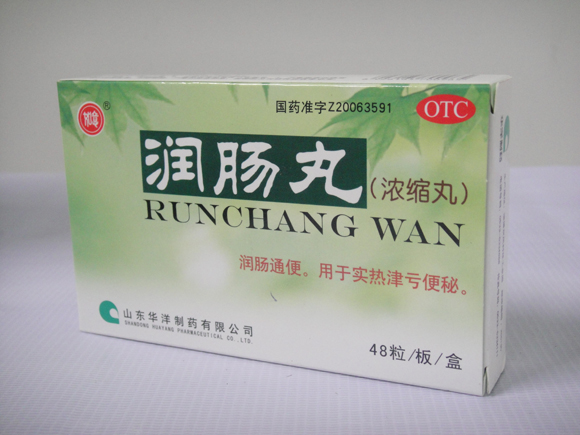 ®
国药准字Z20063591
OTC
润肠丸(浓缩丸)
RUNCHANG WAN
润肠通便。用于实热津亏便秘。
山东华洋制药有限公司
SHANDONG HUAYANG PHARMACEUTICAL CO.,LTD.
48粒/板/盒